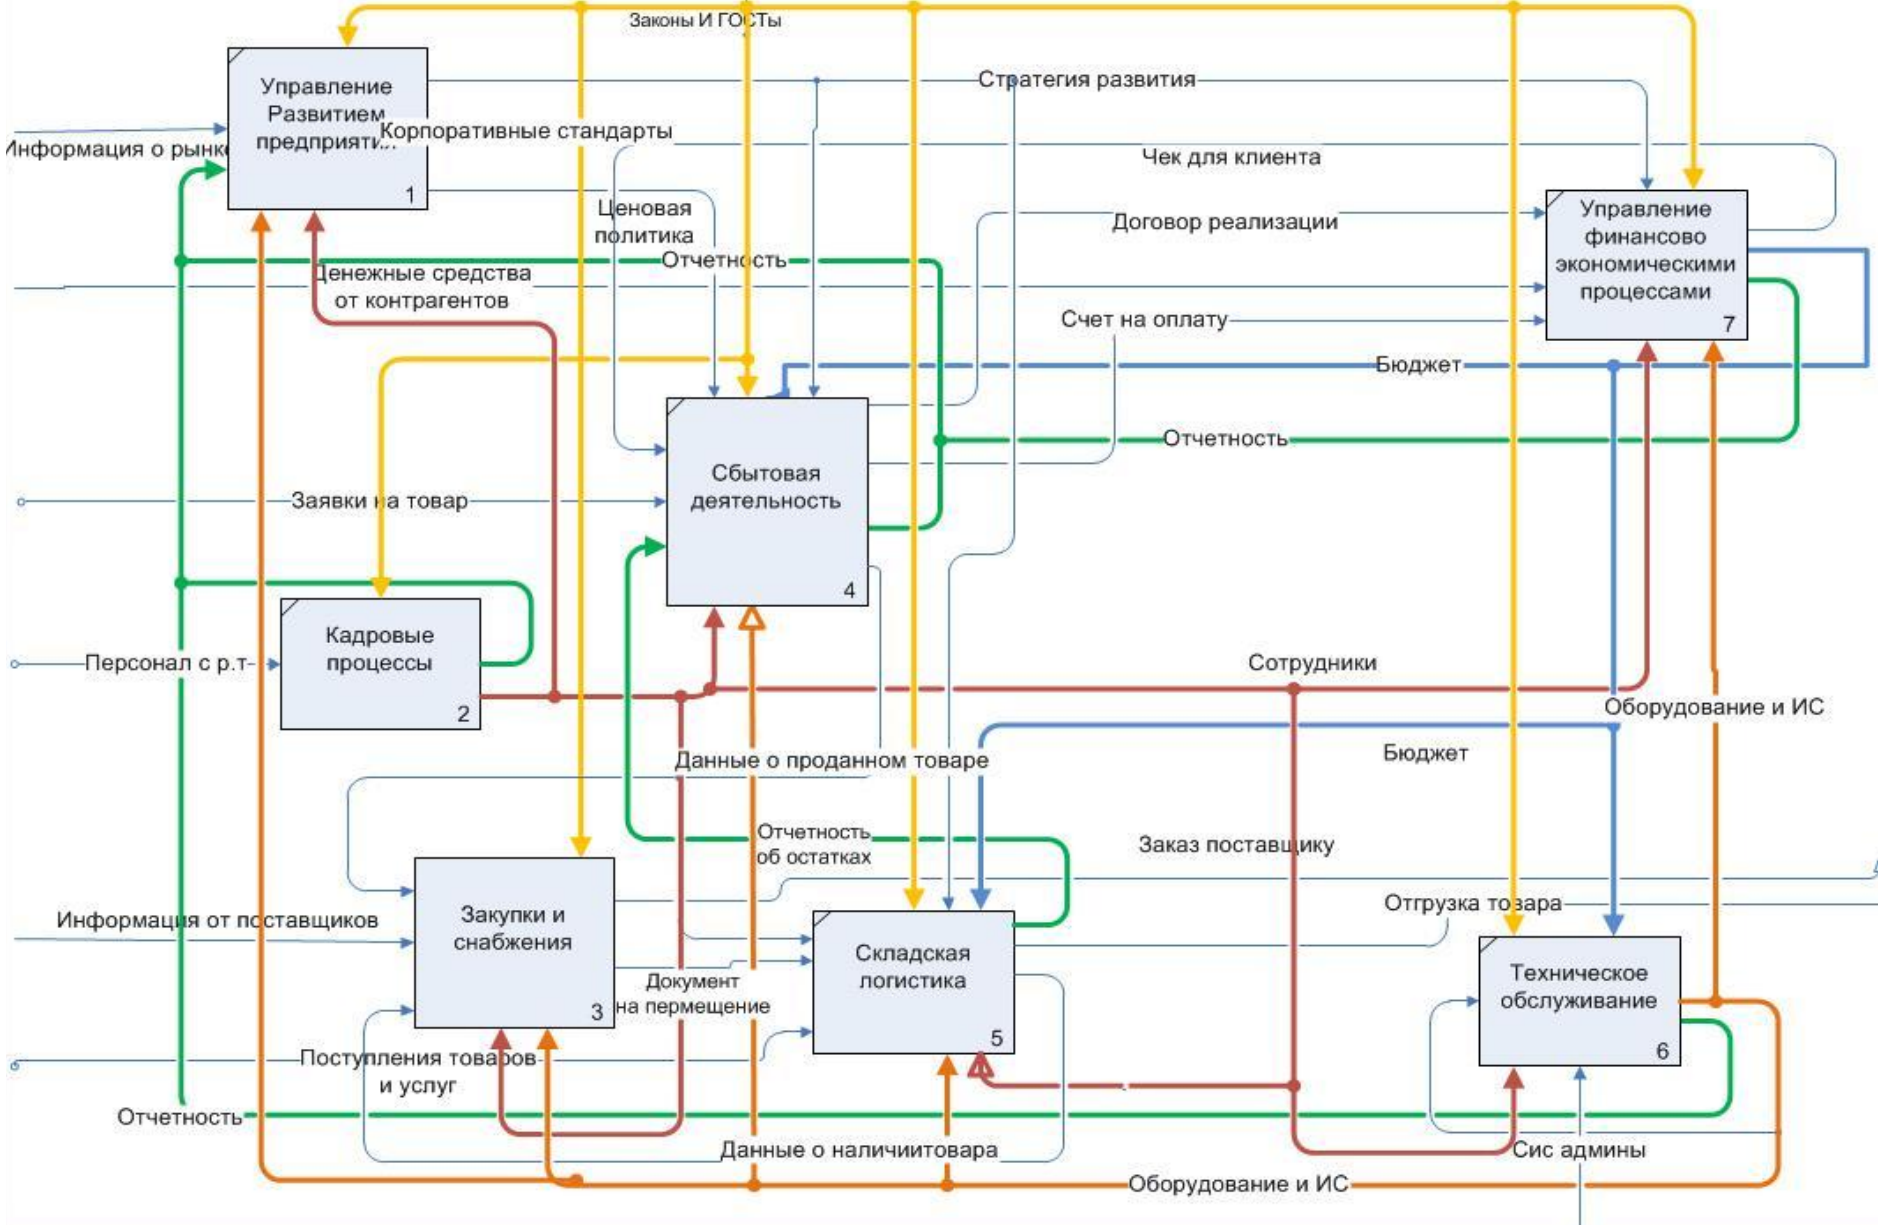 Законы И ГОСТы
Управление
Развитием
предприятия
1
Стратегия развития
Корпоративные стандарты
Информация о рынке
Чек для клиента
Ценовая
политика
Договор реализации
Управление
финансово
экономическими
процессами
7
Отчетность
Денежные средства
от контрагентов
Счет на оплату
Бюджет
Отчетность
Сбытовая
деятельность
4
Заявки на товар
Кадровые
процессы
2
Персонал с р.т
Сотрудники
Оборудование и ИС
Бюджет
Данные о проданном товаре
Отчетность
об остатках
Заказ поставщику
Отгрузка товара
Информация от поставщиков
Закупки и
снабжения
3
Складская
логистика
5
Техническое
обслуживание
6
Документ
на пермещение
Поступления товаров
и услуг
Отчетность
Данные о наличиитовара
Сис админы
Оборудование и ИС